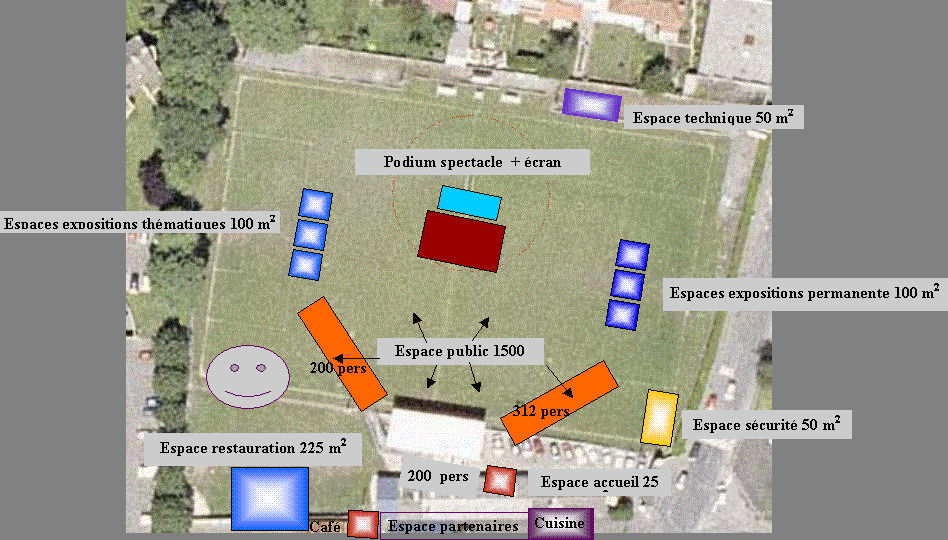 Espace technique 50 m²
Podium spectacle + écran
Espaces expositions thématiques 100 m²
Espaces expositions permanente 100 m²
Espace public 1500
200 pers
312 pers
Espace sécurité 50 m²
Espace restauration 225 m²
200 pers
Espace accueil 25
Café
Espace partenaires
Cuisine